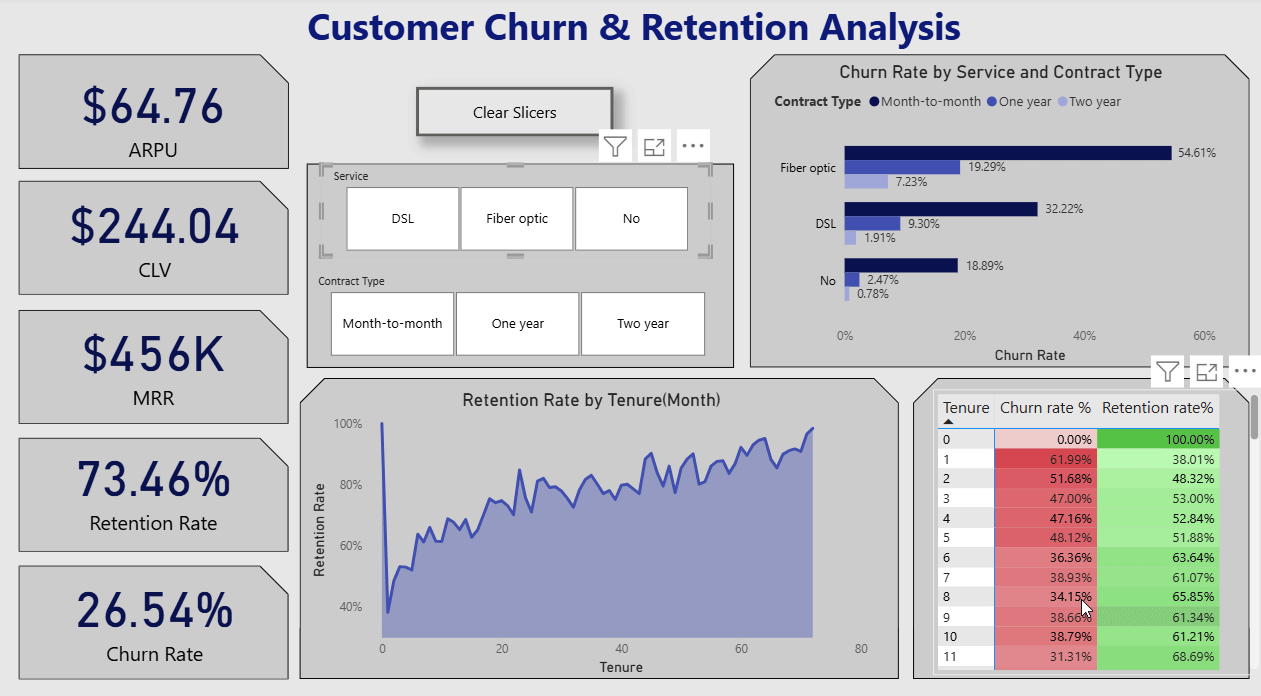 Customer Churn & Retention Analysis
$64.76
ARPU
$244.04
CLV
$456K
MRR
73.46%
Retention Rate
26.54%
Churn Rate
Clear Slicers
Service
DSL Fiber optic No
Contract Type
Month-to-month One year Two year
Churn Rate by Service and Contract Type
Contract Type Month-to-month One year Two year
54.61%
Fiber optic 19.29%
7.23%
32.22%
DSL 9.30%
1.91%
18.89%
No 2.47%
0.78%
0% 20% 40% 60%
Churn Rate
Retention Rate by Tenure(Month)
100%
80%
60%
40%
Retention Rate
0 20 40 60 80
Tenure
Tenure Churn rate % Retention rate%
0 0.00% 100.00%
1 61.99% 38.01%
2 51.68% 48.32%
3 47.00% 53.00%
4 47.16% 52.84%
5 48.12% 51.88%
6 36.36% 63.64%
7 38.93% 61.07%
8 34.15% 65.85%
9 38.66% 61.34%
10 38.79% 61.21%
11 31.31% 68.69%